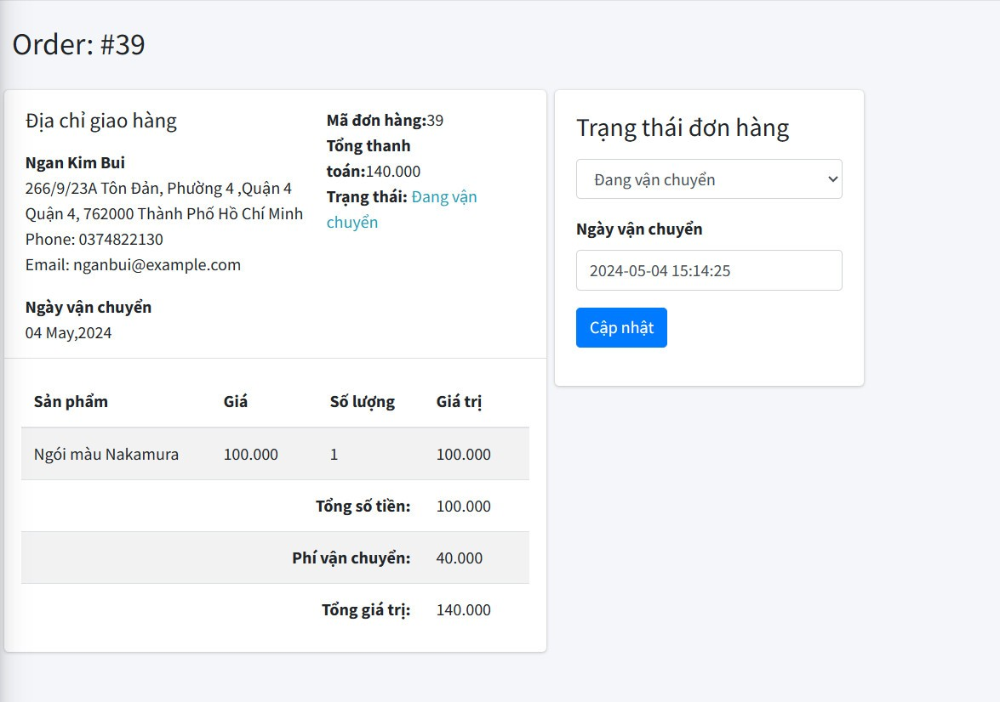 Order: #39
Địa chỉ giao hàng
Ngan Kim Bui
266/9/23A Tôn Đản, Phường 4 ,Quận 4
Quận 4, 762000 Thành Phố Hồ Chí Minh
Phone: 0374822130
Email: nganbui@example.com
Ngày vận chuyển
04 May,2024
Mã đơn hàng:39
Tổng thanh
toán:140.000
Trạng thái: Đang vận
chuyển
Sản phẩm Giá Số lượng Giá trị
Ngói màu Nakamura 100.000 1 100.000
Tổng số tiền: 100.000
Phí vận chuyển: 40.000
Tổng giá trị: 140.000
Trạng thái đơn hàng
Đang vận chuyển
Ngày vận chuyển
2024-05-04 15:14:25
Cập nhật